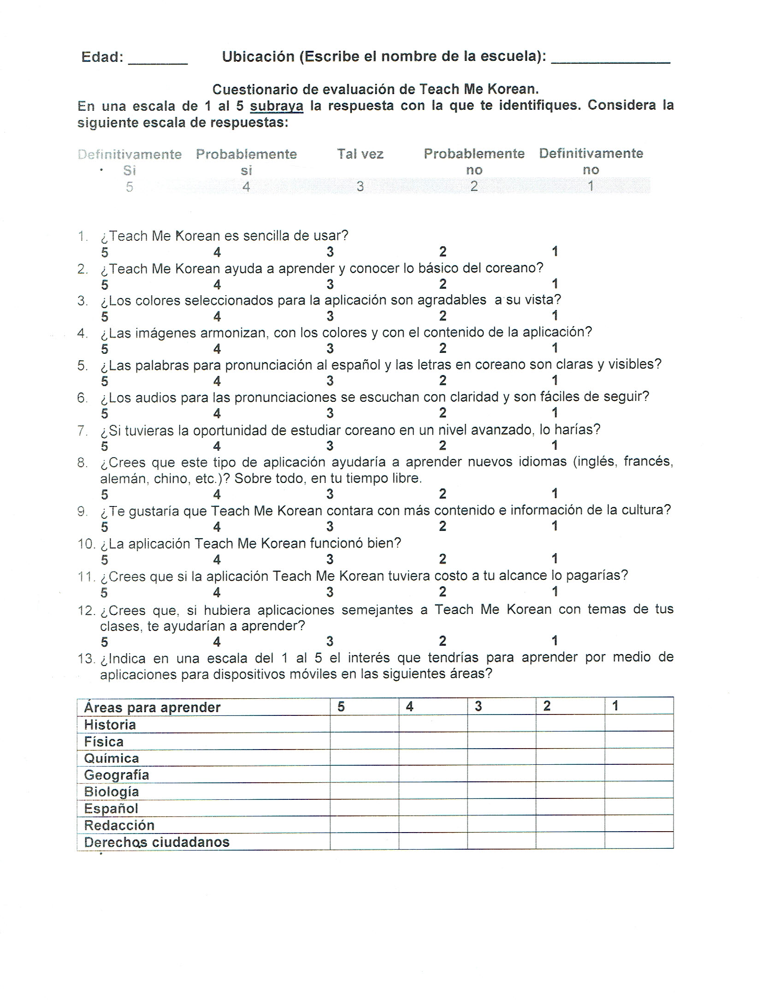 Edad: _______ Ubicación (Escribe el nombre de la escuela): ______________
Cuestionario de evaluación de Teach Me Korean.
En una escala de 1 al 5 subraya la respuesta con la que te identifiques. Considera la
siguiente escala de respuestas:
Definitivamente Probablemente Tal vez Probablemente Definitivamente
Si si no no
5 4 3 2 1
1. ¿Teach Me Korean es sencilla de usar?
5 4 3 2 1
2. ¿Teach Me Korean ayuda a aprender y conocer lo básico del coreano?
5 4 3 2 1
3. ¿Los colores seleccionados para la aplicación son agradables a su vista?
5 4 3 2 1
4. ¿Las imágenes armonizan, con los colores y con el contenido de la aplicación?
5 4 3 2 1
5. ¿Las palabras para pronunciación al español y las letras en coreano son claras y visibles?
5 4 3 2 1
6. ¿Los audios para las pronunciaciones se escuchan con claridad y son fáciles de seguir?
5 4 3 2 1
7. ¿Si tuvieras la oportunidad de estudiar coreano en un nivel avanzado, lo harías?
5 4 3 2 1
8. ¿Crees que este tipo de aplicación ayudaría a aprender nuevos idiomas (inglés, francés,
alemán, chino, etc.)? Sobre todo, en tu tiempo libre.
5 4 3 2 1
9. ¿Te gustaría que Teach Me Korean contara con más contenido e información de la cultura?
5 4 3 2 1
10. ¿La aplicación Teach Me Korean funcionó bien?
5 4 3 2 1
11. ¿Crees que si la aplicación Teach Me Korean tuviera costo a tu alcance lo pagarías?
5 4 3 2 1
12. ¿Crees que, si hubiera aplicaciones semejantes a Teach Me Korean con temas de tus
clases, te ayudarían a aprender?
5 4 3 2 1
13. ¿Indica en una escala del 1 al 5 el interés que tendrías para aprender por medio de
aplicaciones para dispositivos móviles en las siguientes áreas?
Áreas para aprender 5 4 3 2 1
Historia
Física
Química
Geografía
Biología
Español
Redacción
Derechos ciudadanos